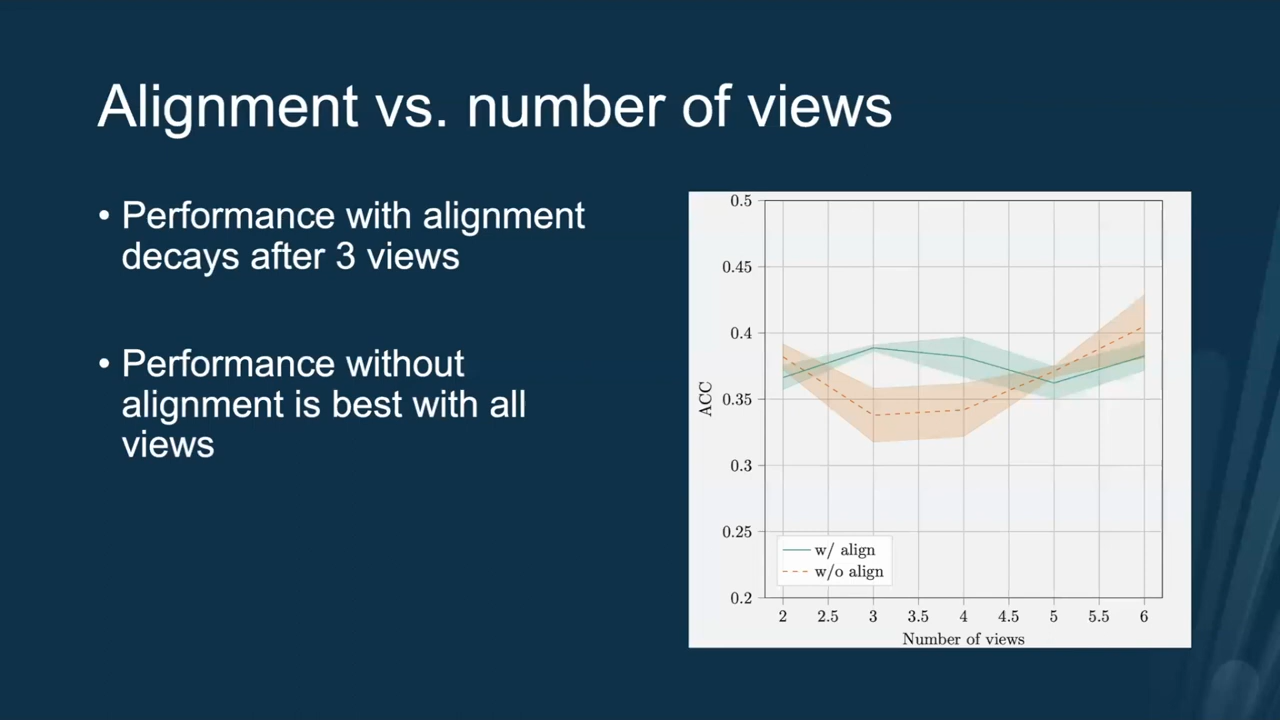 Alignment vs. number of views
• Performance with alignment
decays after 3 views
• Performance without
alignment is best with all
views
0.5
0.45
0.4
0.35
0.3
0.25
0.2
ACC
w/ align
w/o align
2 2.5 3 3.5 4 4.5 5 5.5 6
Number of views